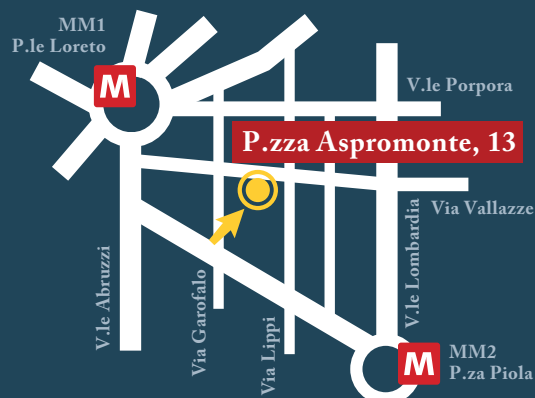 MM1
P.le Loreto
M
V.le Porpora
P.zza Aspromonte, 13
Via Vallazze
V.le Abruzzi
Via Garofalo
Via Lippi
V.le Lombardia
M
MM2
P.za Piola